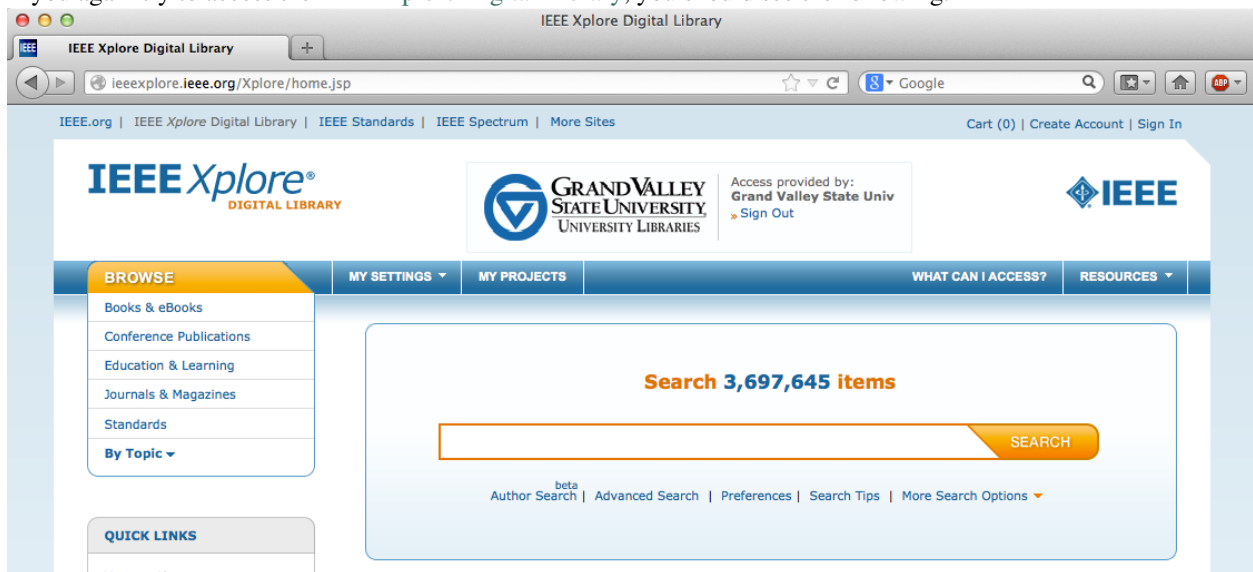 IEEE Xplore Digital Library
IEEE Xplore Digital Library
ieeexplore.ieee.org/Xplore/home.jsp
Google
ABP
IEEE.org | IEEE Xplore Digital Library | IEEE Standards | IEEE Spectrum | More Sites
Cart (0) | Create Account | Sign In
IEEE Xplore®
DIGITAL LIBRARY
GRAND VALLEY
STATE UNIVERSITY
UNIVERSITY LIBRARIES
Access provided by:
Grand Valley State Univ
» Sign Out
IEEE
BROWSE
MY SETTINGS
MY PROJECTS
WHAT CAN I ACCESS?
RESOURCES
Books & eBooks
Conference Publications
Education & Learning
Journals & Magazines
Standards
By Topic
Search 3,697,645 items
SEARCH
beta
Author Search | Advanced Search | Preferences | Search Tips | More Search Options
QUICK LINKS